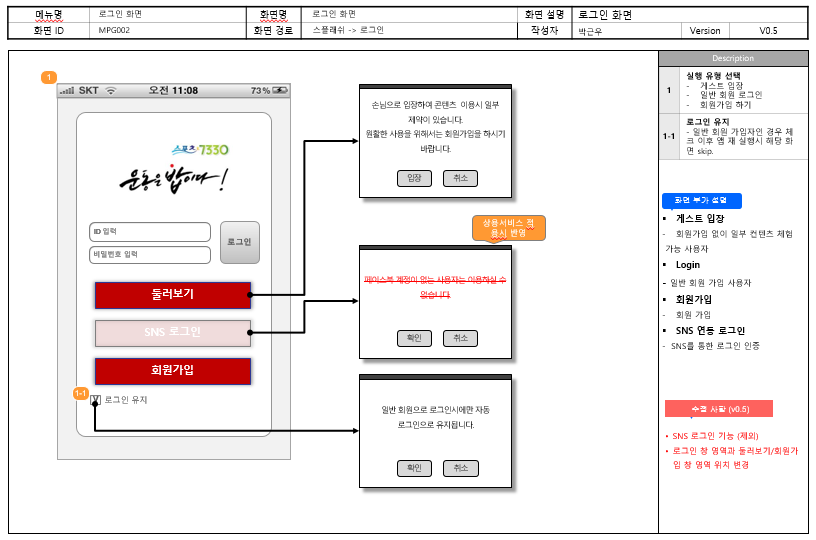 메뉴명 로그인 화면 화면명 로그인 화면 화면 설명 로그인 화면
화면 ID MPG002 화면 경로 스플래쉬 -> 로그인 작성자 박근우 Version V0.5
1
SKT 오전 11:08 73%
스포츠 7330
운동은 밥이다!
ID 입력
비밀번호 입력
로그인
둘러보기
SNS 로그인
회원가입
1-1
V 로그인 유지
손님으로 입장하여 콘텐츠 이용시 일부
제약이 있습니다.
원활한 사용을 위해서는 회원가입을 하시기
바랍니다.
입장 취소
상용서비스 적
용시 반영
페이스북 계정이 없는 사용자는 이용하실 수
없습니다.
확인 취소
일반 회원으로 로그인시에만 자동
로그인으로 유지됩니다.
확인 취소
Description
1
실행 유형 선택
- 게스트 입장
- 일반 회원 로그인
- 회원가입 하기
1-1
로그인 유지
- 일반 회원 가입자인 경우 체
크 이후 앱 재 실행시 해당 화
면 skip.
화면 부가 설명
▪ 게스트 입장
- 회원가입 없이 일부 컨텐츠 체험
가능 사용자
▪ Login
- 일반 회원 가입 사용자
▪ 회원가입
- 회원 가입
▪ SNS 연동 로그인
- SNS를 통한 로그인 인증
수정 사항 (v0.5)
• SNS 로그인 가능 (제외)
• 로그인 창 영역과 둘러보기/회원가
입 창 영역 위치 변경